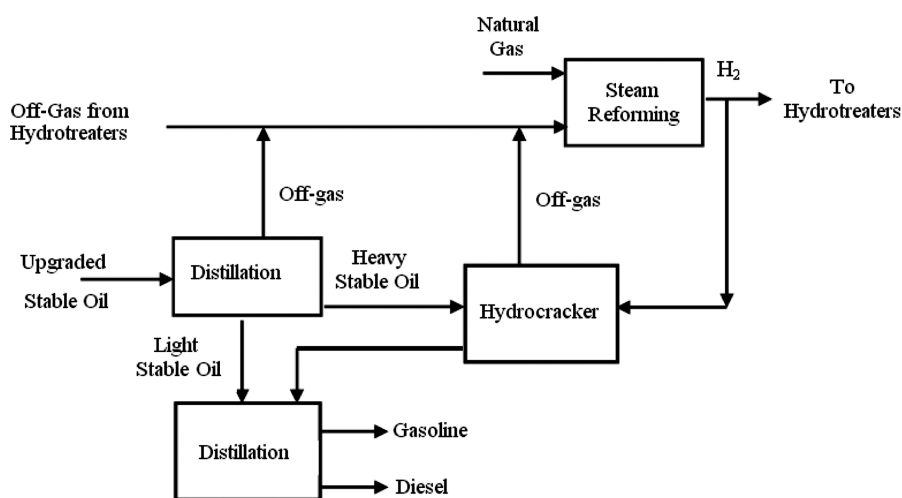 Natural
Gas
H2
Steam
Reforming
To
Hydrotreaters
Off-Gas from
Hydrotreaters
Off-gas
Off-gas
Upgraded
Stable Oil
Distillation
Heavy
Stable Oil
Hydrocracker
Light
Stable Oil
Distillation
Gasoline
Diesel